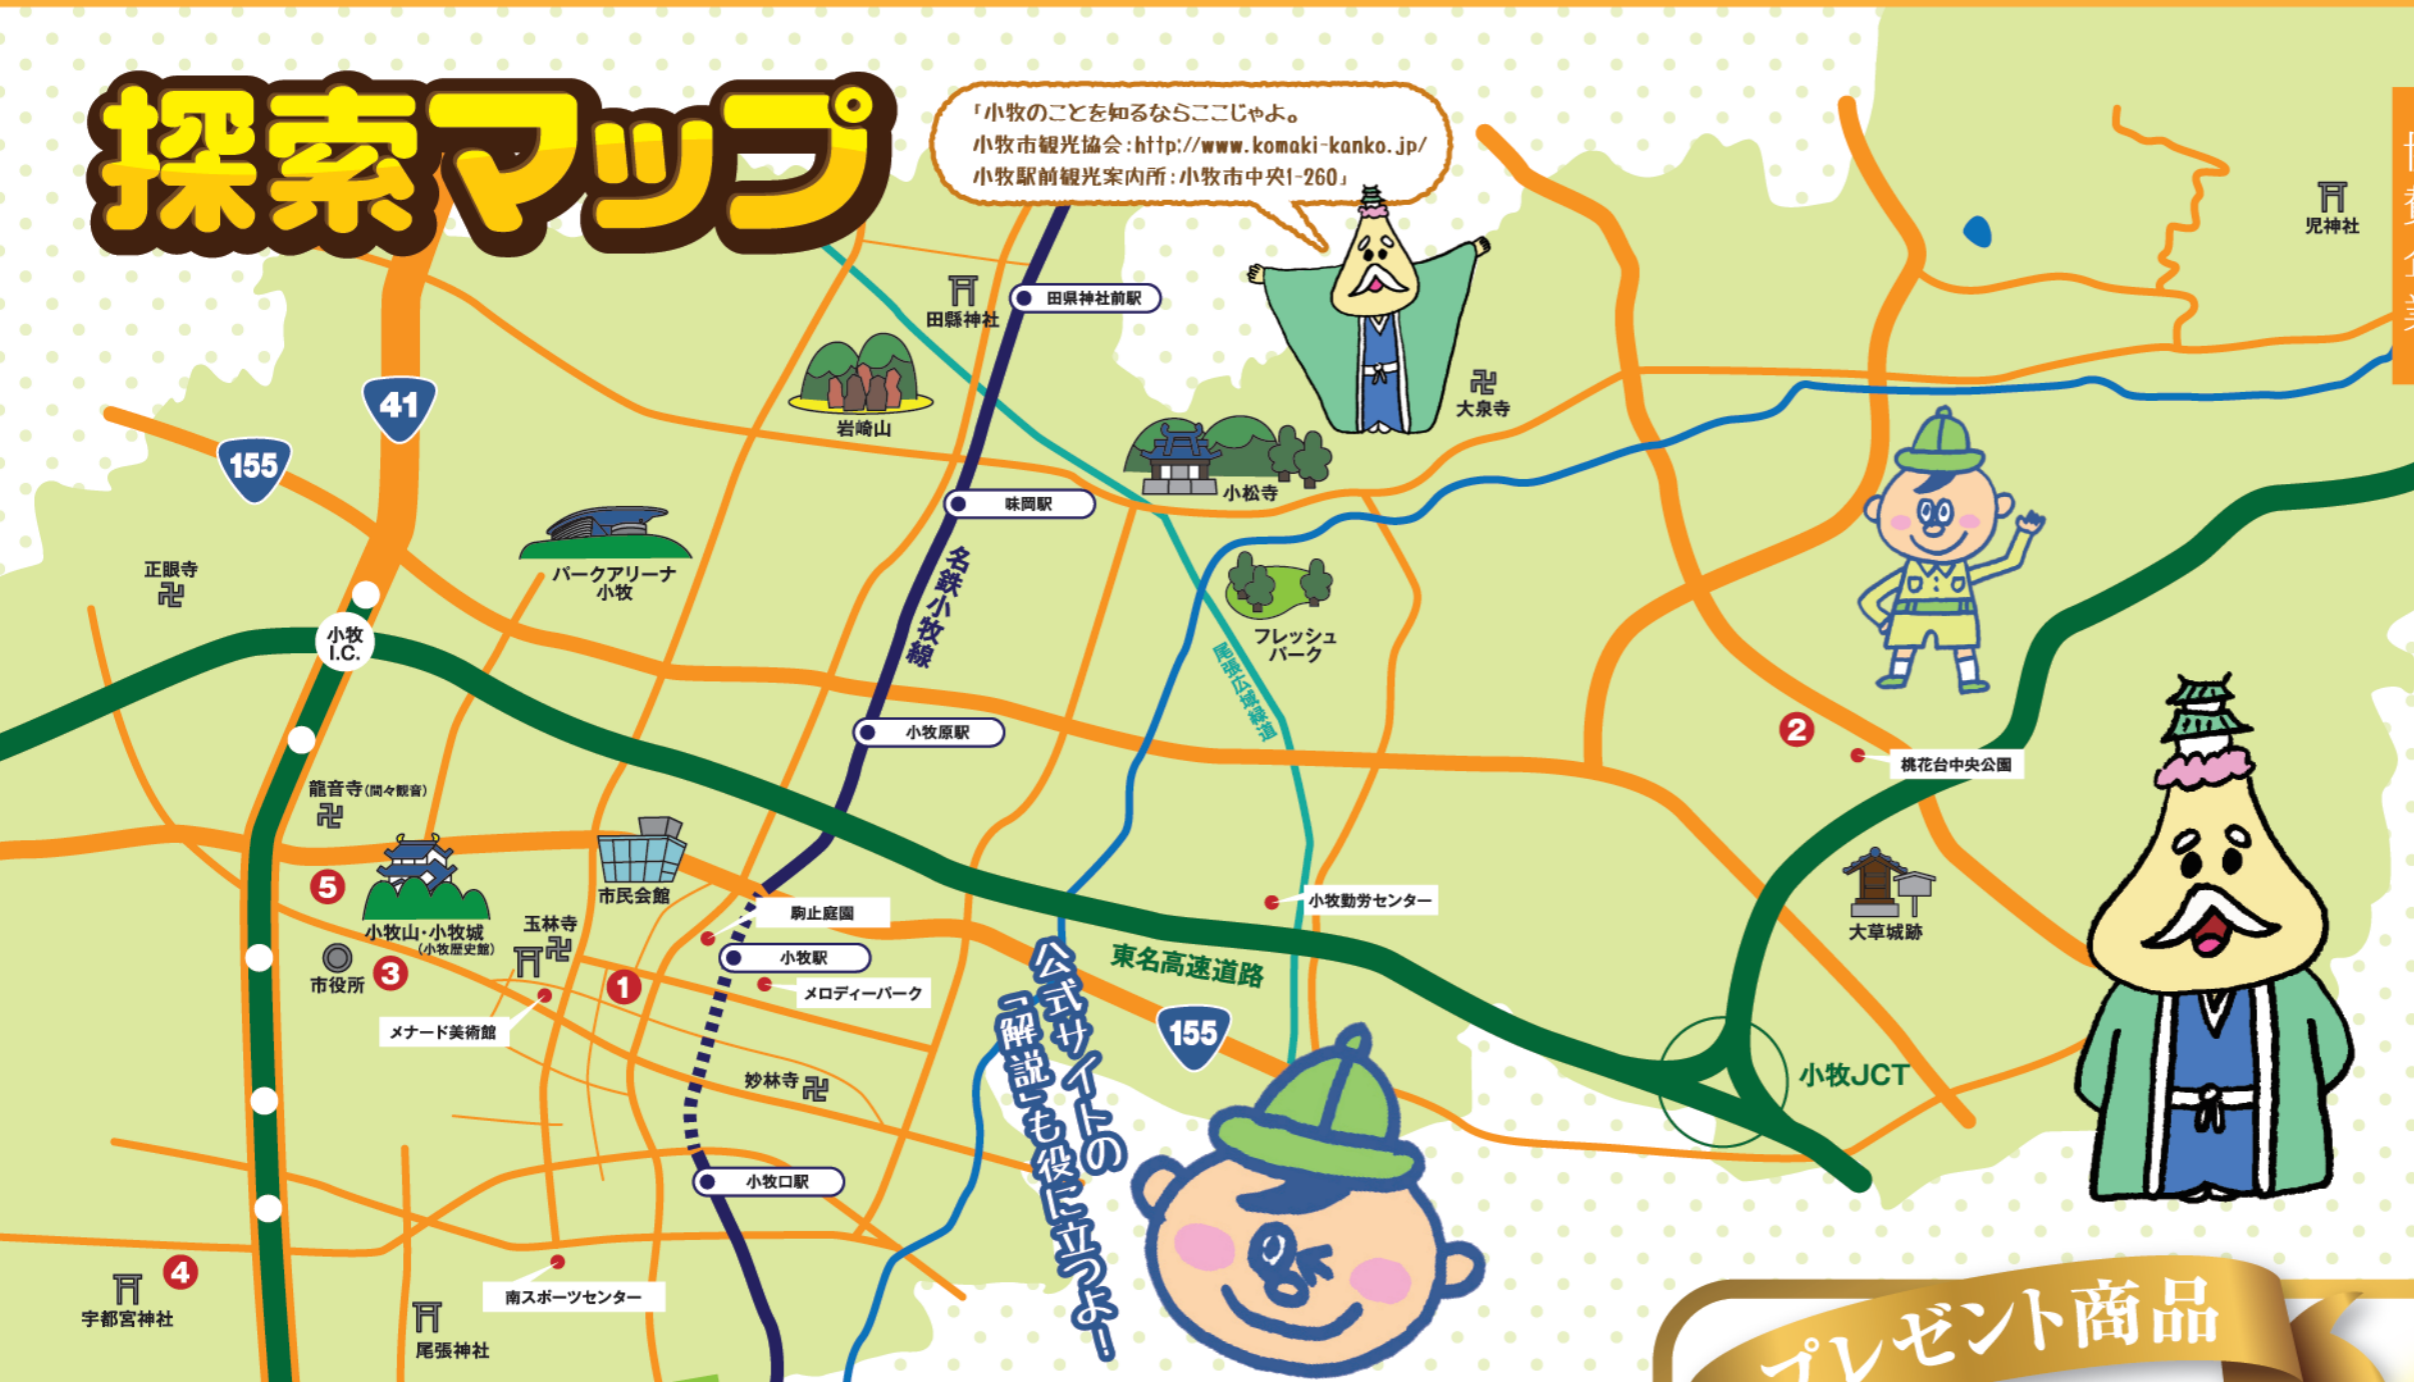 探索マップ
「小牧のことを知るならここじゃよ。
小牧市観光協会:http://www.komaki-kanko.jp/
小牧駅前観光案内所:小牧市中央1-260」
児神社
田縣神社
田県神社前駅
41
155
岩崎山
大泉寺
小松寺
味岡駅
名鉄小牧線
正眼寺
パークアリーナ
小牧
フレッシュ
パーク
尾張広域緑道
小牧
I.C.
小牧原駅
2
桃花台中央公園
龍音寺(間々観音)
5
市民会館
小牧山・小牧城
(小牧歴史館)
玉林寺
駒止庭園
小牧勤労センター
大草城跡
市役所
3
1
小牧駅
メロディーパーク
東名高速道路
メナード美術館
155
公式サイトの
「解説」も役に立つよ!
妙林寺
小牧JCT
小牧口駅
4
宇都宮神社
南スポーツセンター
尾張神社
OK
プレゼント商品